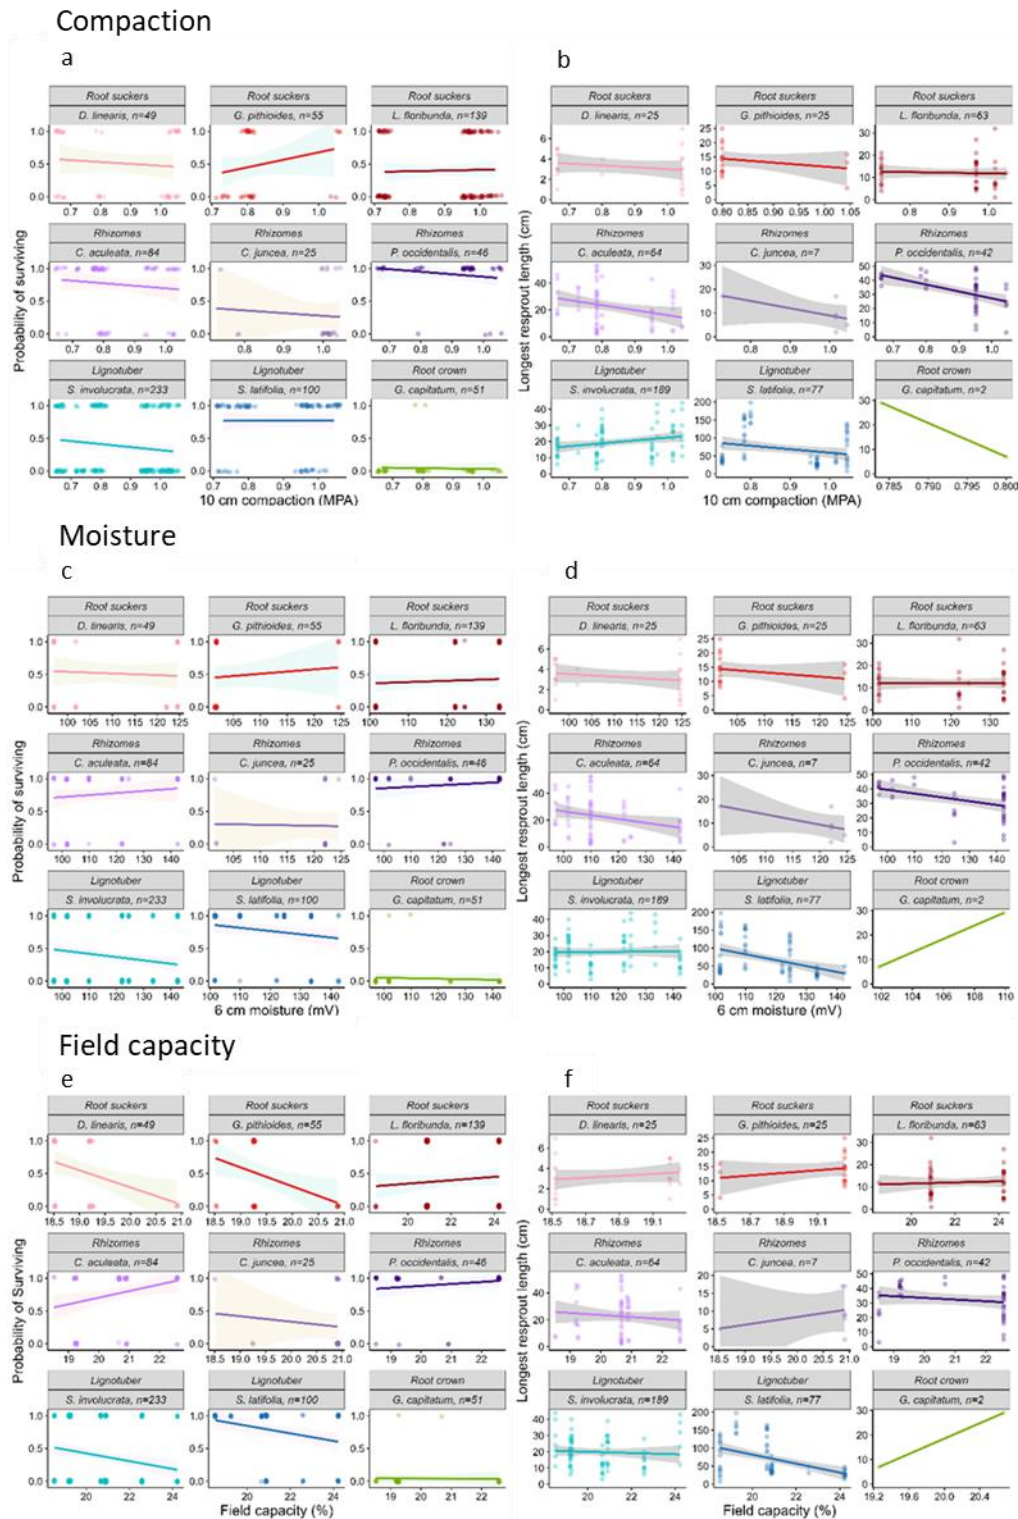 Compaction
a
b
Root suckers Root suckers Root suckers
D. linearis, n=49 G. pithioides, n=55 L. floribunda, n=139
Root suckers Root suckers Root suckers
D. linearis, n=25 G. pithioides, n=25 L. floribunda, n=63
Rhizomes Rhizomes Rhizomes
C. aculeata, n=84 C. juncea, n=25 P. occidentalis, n=46
Rhizomes Rhizomes Rhizomes
C. aculeata, n=64 C. juncea, n=7 P. occidentalis, n=42
Lignotuber Lignotuber Root crown
S. involucrata, n=233 S. latifolia, n=100 G. capitatum, n=51
Lignotuber Lignotuber Root crown
S. involucrata, n=189 S. latifolia, n=77 G. capitatum, n=2
Probability of surviving
Longest resprout length (cm)
10 cm compaction (MPA)
10 cm compaction (MPA)
Moisture
c
d
Root suckers Root suckers Root suckers
D. linearis, n=49 G. pithioides, n=55 L. floribunda, n=139
Root suckers Root suckers Root suckers
D. linearis, n=25 G. pithioides, n=25 L. floribunda, n=63
Rhizomes Rhizomes Rhizomes
C. aculeata, n=84 C. juncea, n=25 P. occidentalis, n=46
Rhizomes Rhizomes Rhizomes
C. aculeata, n=64 C. juncea, n=7 P. occidentalis, n=42
Lignotuber Lignotuber Root crown
S. involucrata, n=233 S. latifolia, n=100 G. capitatum, n=51
Lignotuber Lignotuber Root crown
S. involucrata, n=189 S. latifolia, n=77 G. capitatum, n=2
Probability of surviving
Longest resprout length (cm)
6 cm moisture (mV)
6 cm moisture (mV)
Field capacity
e
f
Root suckers Root suckers Root suckers
D. linearis, n=49 G. pithioides, n=55 L. floribunda, n=139
Root suckers Root suckers Root suckers
D. linearis, n=25 G. pithioides, n=25 L. floribunda, n=63
Rhizomes Rhizomes Rhizomes
C. aculeata, n=84 C. juncea, n=25 P. occidentalis, n=46
Rhizomes Rhizomes Rhizomes
C. aculeata, n=64 C. juncea, n=7 P. occidentalis, n=42
Lignotuber Lignotuber Root crown
S. involucrata, n=233 S. latifolia, n=100 G. capitatum, n=51
Lignotuber Lignotuber Root crown
S. involucrata, n=189 S. latifolia, n=77 G. capitatum, n=2
Probability of Surviving
Longest resprout length (cm)
Field capacity (%)
Field capacity (%)